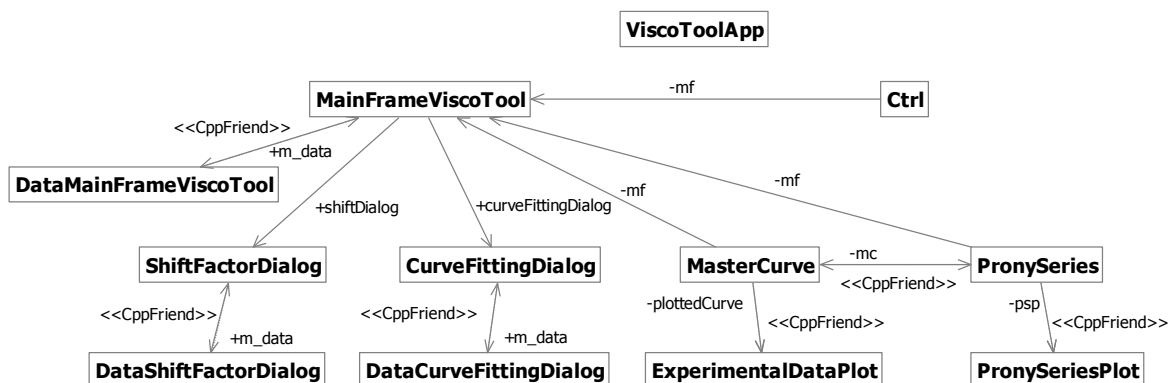 ViscoToolApp
MainFrameViscoTool
-mf
Ctrl
<<CppFriend>>
+m_data
DataMainFrameViscoTool
-mf
-mf
+shiftDialog
+curveFittingDialog
ShiftFactorDialog
CurveFittingDialog
MasterCurve
-mc
<<CppFriend>>
PronySeries
<<CppFriend>>
+m_data
<<CppFriend>>
+m_data
-plottedCurve
<<CppFriend>>
-psp
<<CppFriend>>
DataShiftFactorDialog
DataCurveFittingDialog
ExperimentalDataPlot
PronySeriesPlot